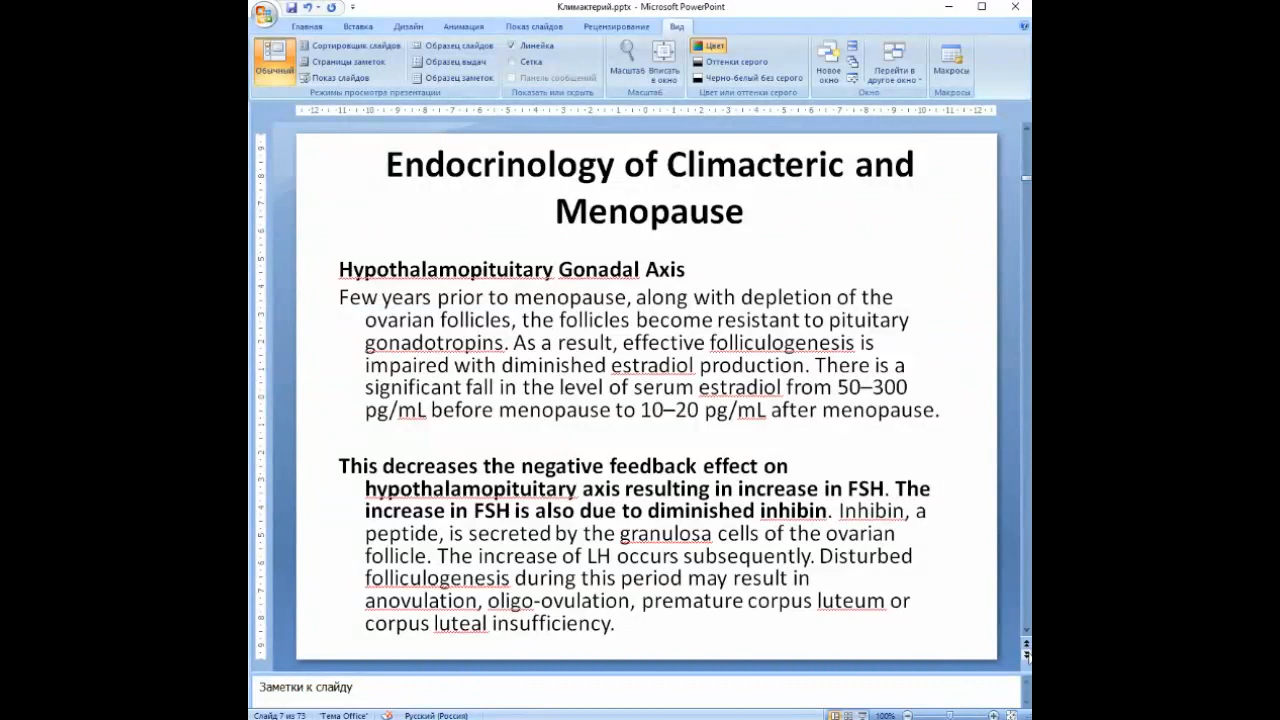 Климактерий.pptx - Microsoft PowerPoint
Главная Вставка Дизайн Анимация Показ слайдов Рецензирование Вид
Обычный
Сортировщик слайдов
Страницы заметок
Показ слайдов
Режимы просмотра презентации
Образец слайдов
Образец выдач
Образец заметок
Линейка
Сетка
Панель сообщений
Показать или скрыть
Масштаб
Вписать в окно
Масштаб
Цвет
Оттенки серого
Черно-белый без серого
Цвет или оттенки серого
Новое окно
Перейти в другое окно
Окно
Макросы
Макросы
Endocrinology of Climacteric and
Menopause
Hypothalamopituitary Gonadal Axis
Few years prior to menopause, along with depletion of the
ovarian follicles, the follicles become resistant to pituitary
gonadotropins. As a result, effective folliculogenesis is
impaired with diminished estradiol production. There is a
significant fall in the level of serum estradiol from 50–300
pg/mL before menopause to 10–20 pg/mL after menopause.
This decreases the negative feedback effect on
hypothalamopituitary axis resulting in increase in FSH. The
increase in FSH is also due to diminished inhibin. Inhibin, a
peptide, is secreted by the granulosa cells of the ovarian
follicle. The increase of LH occurs subsequently. Disturbed
folliculogenesis during this period may result in
anovulation, oligo-ovulation, premature corpus luteum or
corpus luteal insufficiency.
Заметки к слайду
Слайд 7 из 73 "Тема Office" Русский (Россия) 100%